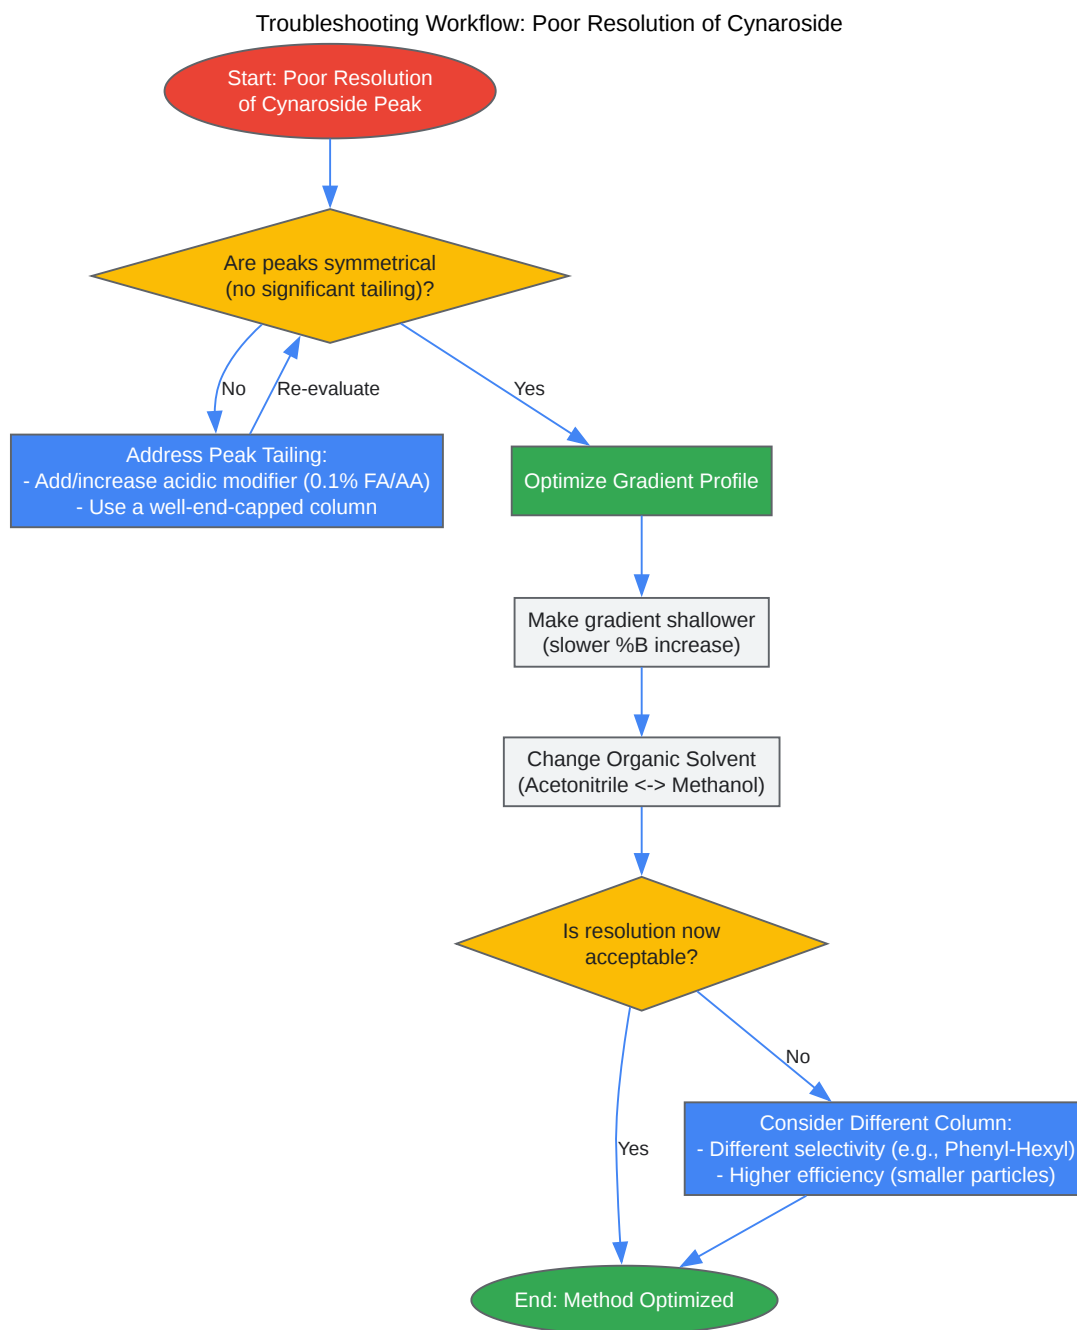 Troubleshooting Workflow: Poor Resolution of Cynaroside
Start: Poor Resolution
of Cynaroside Peak
Are peaks symmetrical
(no significant tailing)?
No
Re-evaluate
Yes
Address Peak Tailing:
- Add/increase acidic modifier (0.1% FA/AA)
- Use a well-end-capped column
Optimize Gradient Profile
Make gradient shallower
(slower %B increase)
Change Organic Solvent
(Acetonitrile <-> Methanol)
Is resolution now
acceptable?
No
Yes
Consider Different Column:
- Different selectivity (e.g., Phenyl-Hexyl)
- Higher efficiency (smaller particles)
End: Method Optimized